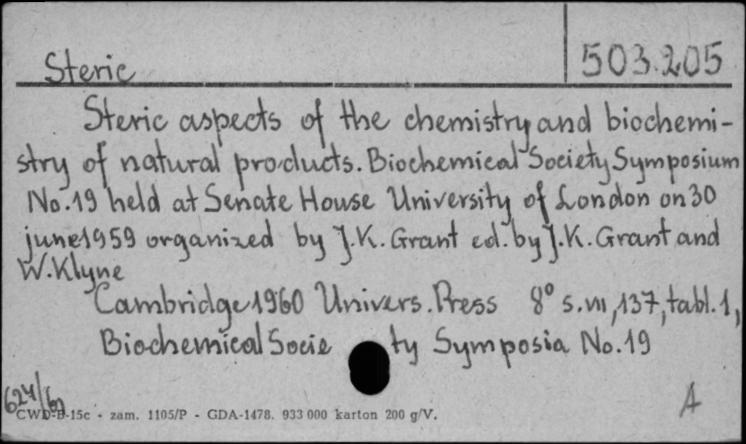 Steric 503.205
Steric aspects of the chemistry and biochemi-
stry of natural products. Biochemical Society Symposium
No.19 held at Senate House University of London on 30
june 1959 organized by J.K. Grant ed. by J.K. Grant and
W. Klyne
Cambridge 1960 Univers. Press 8° s. VIII, 137, tabl. 1,
Biochemical Society Symposia No. 19
624/60
A
CWD-B-15c - zam. 1105/P - GDA-1478. 933 000 karton 200 g/V.